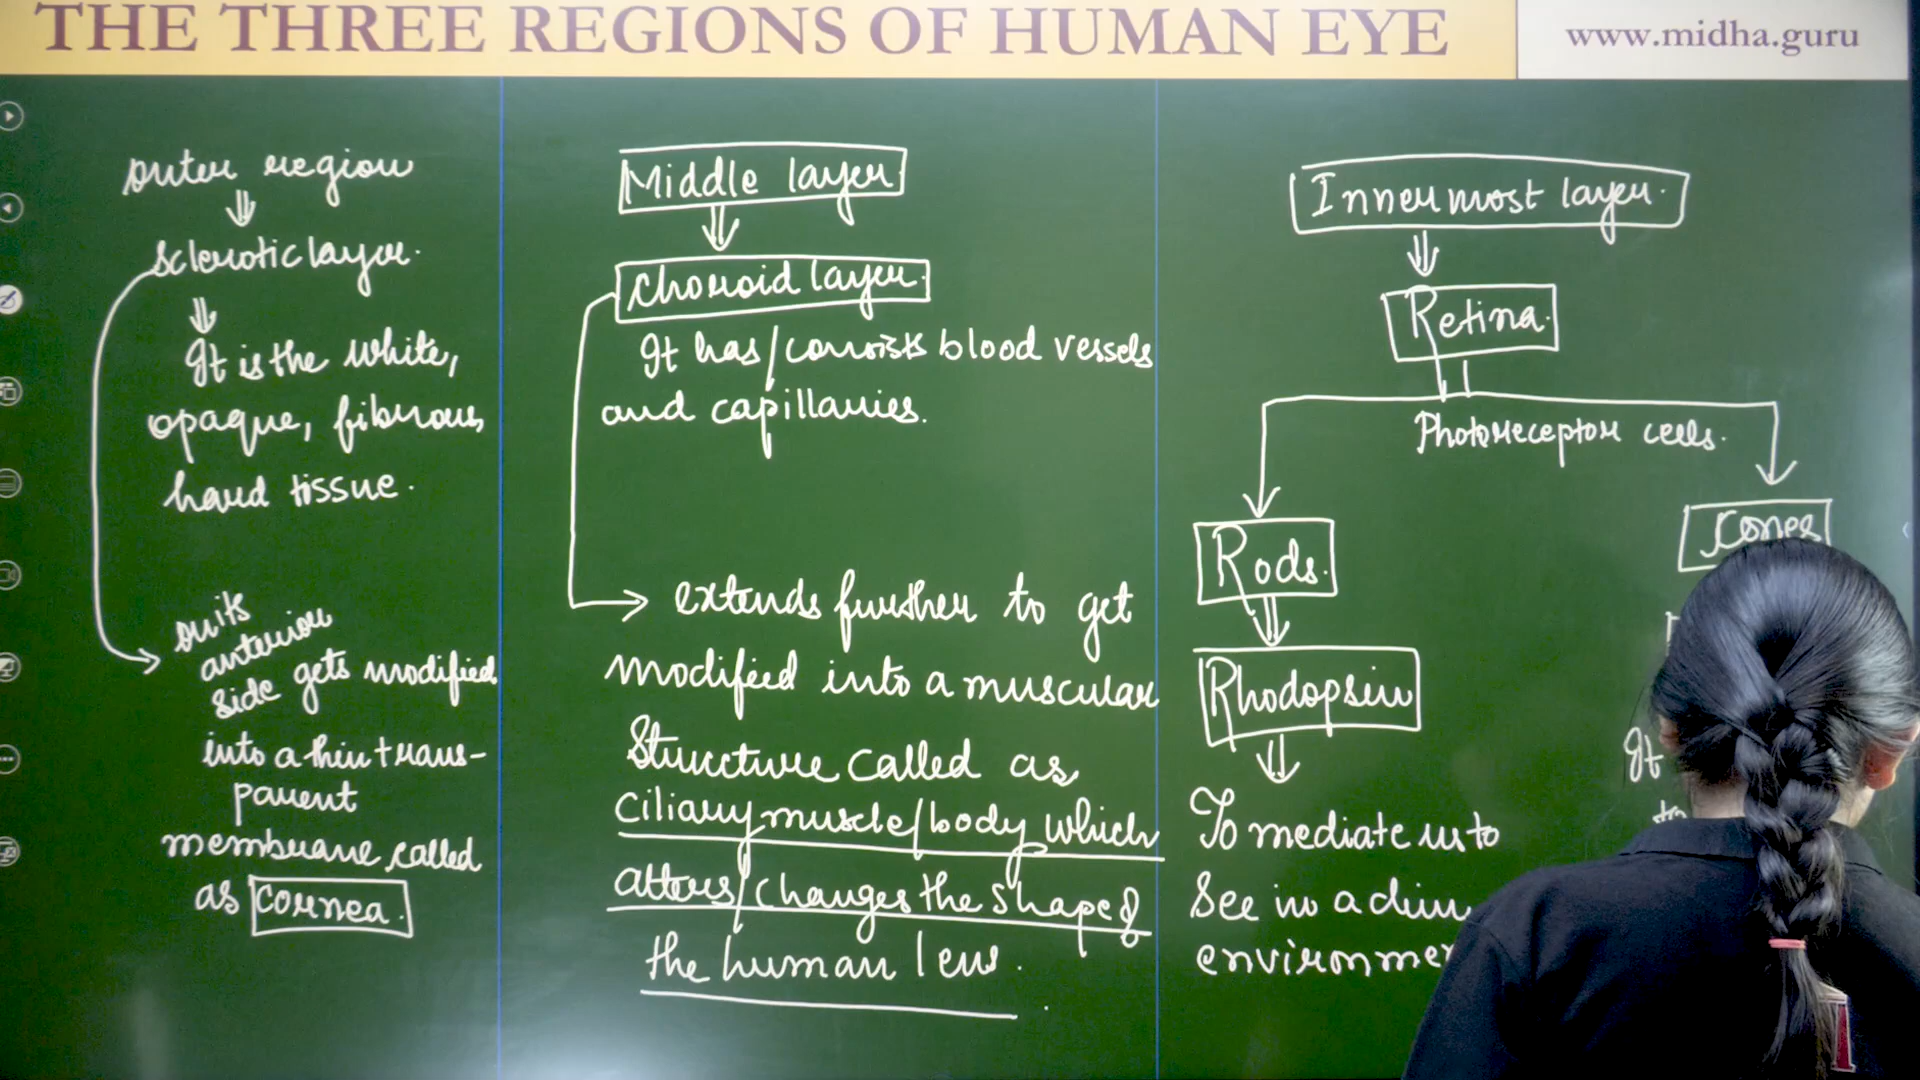 THE THREE REGIONS OF HUMAN EYE
www.midha.guru
outer region
Sclerotic layer.
It is the white,
opaque, fibrous,
hard tissue.
on its
anterior
side gets modified
into a thin trans-
parent
membrane called
as cornea.
Middle layer
Choroid layer.
It has/consists blood vessels
and capillaries.
extends further to get
modified into a muscular
Structure called as
Ciliary muscle/body which
alters/changes the shape of
the human lens.
Innermost layer.
Retina.
Photoreceptor cells.
Rods.
Cones
Rhodopsin
To mediate us to
See in a dim
It
to